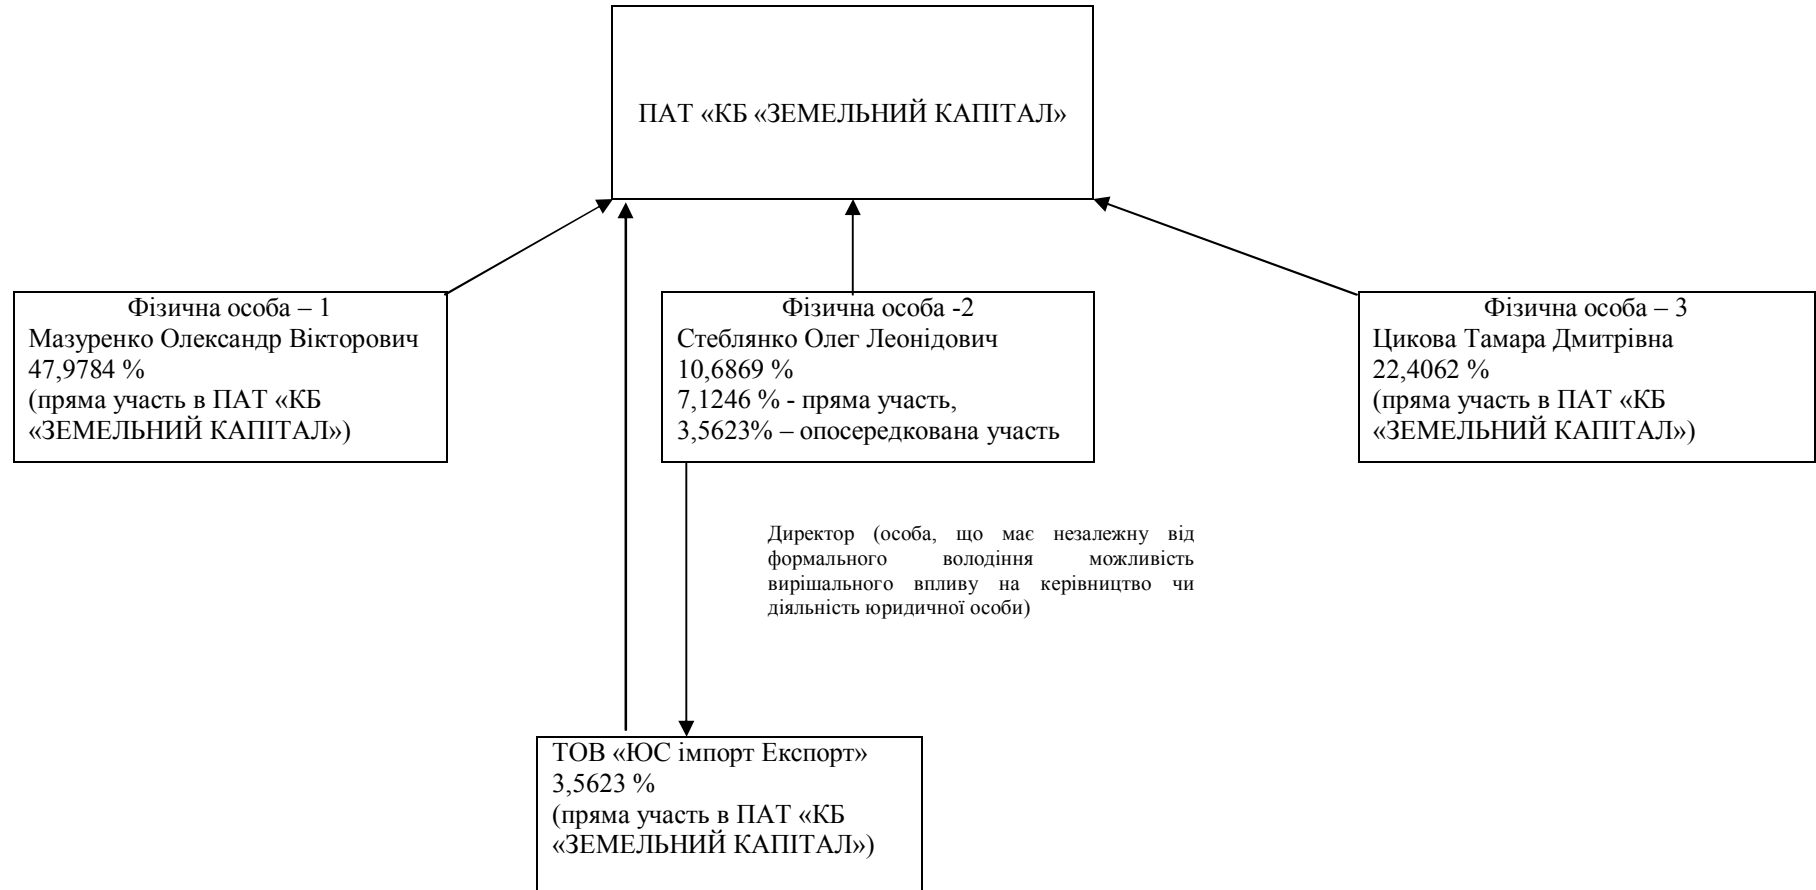 ПАТ «КБ «ЗЕМЕЛЬНИЙ КАПІТАЛ»
Фізична особа – 1
Мазуренко Олександр Вікторович
47,9784 %
(пряма участь в ПАТ «КБ
«ЗЕМЕЛЬНИЙ КАПІТАЛ»)
Фізична особа -2
Стеблянко Олег Леонідович
10,6869 %
7,1246 % - пряма участь,
3,5623% – опосередкована участь
Фізична особа – 3
Цикова Тамара Дмитрівна
22,4062 %
(пряма участь в ПАТ «КБ
«ЗЕМЕЛЬНИЙ КАПІТАЛ»)
Директор (особа, що має незалежну від
формального володіння можливість
вирішального впливу на керівництво чи
діяльність юридичної особи)
ТОВ «ЮС імпорт Експорт»
3,5623 %
(пряма участь в ПАТ «КБ
«ЗЕМЕЛЬНИЙ КАПІТАЛ»)